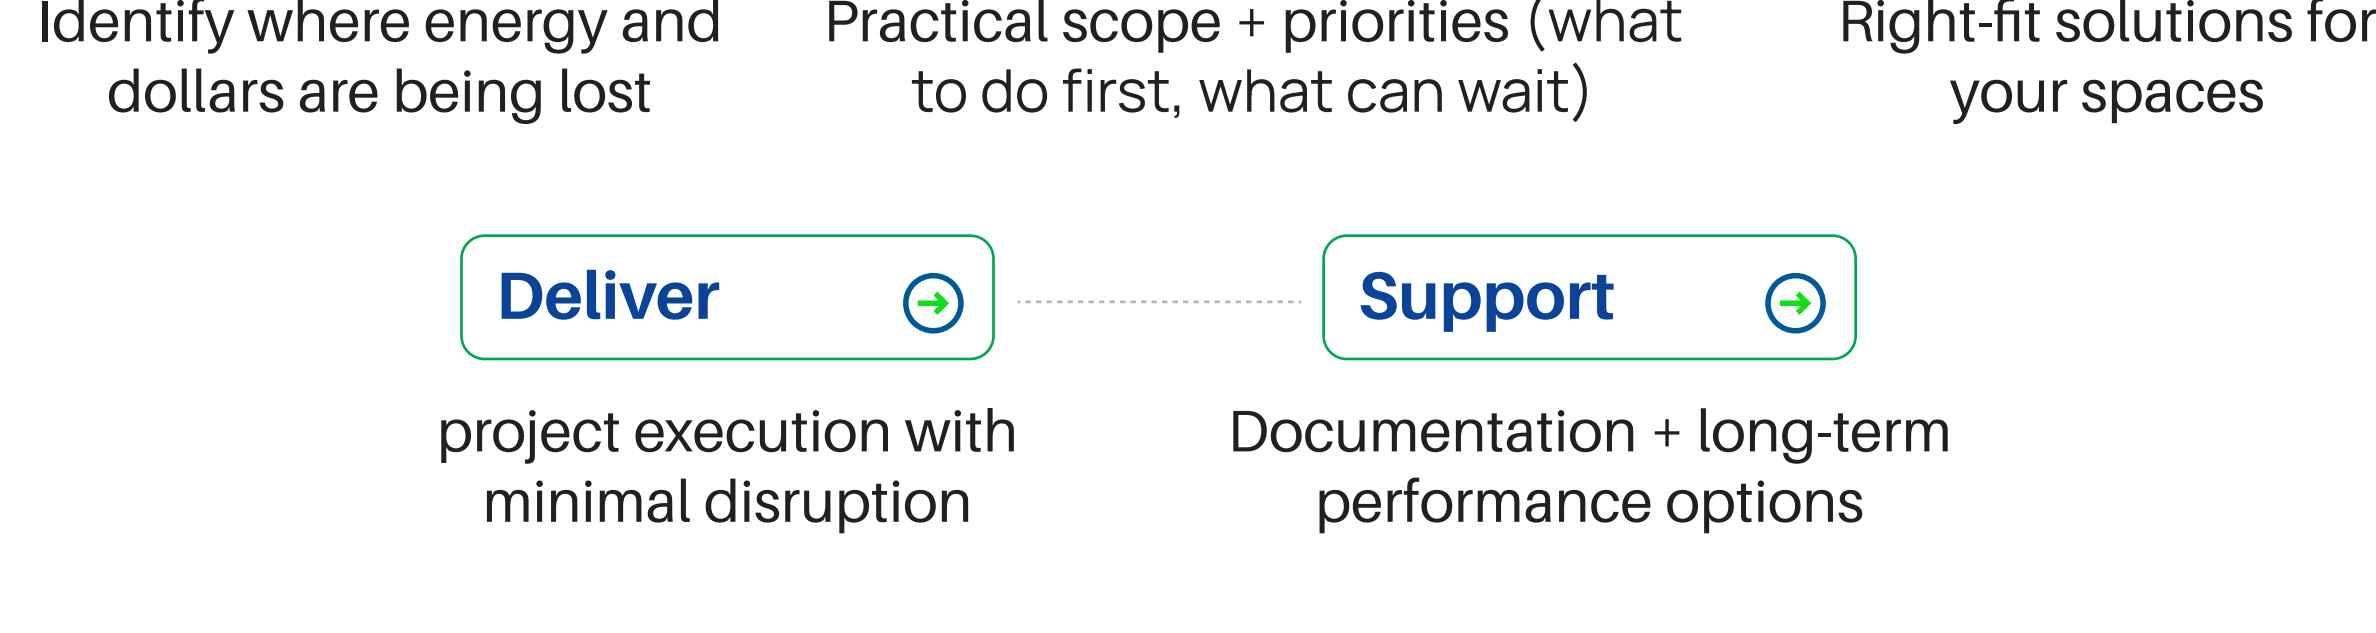 Identify where energy and
dollars are being lost
Practical scope + priorities (what
to do first, what can wait)
Right-fit solutions for
your spaces
Deliver
project execution with
minimal disruption
Support
Documentation + long-term
performance options